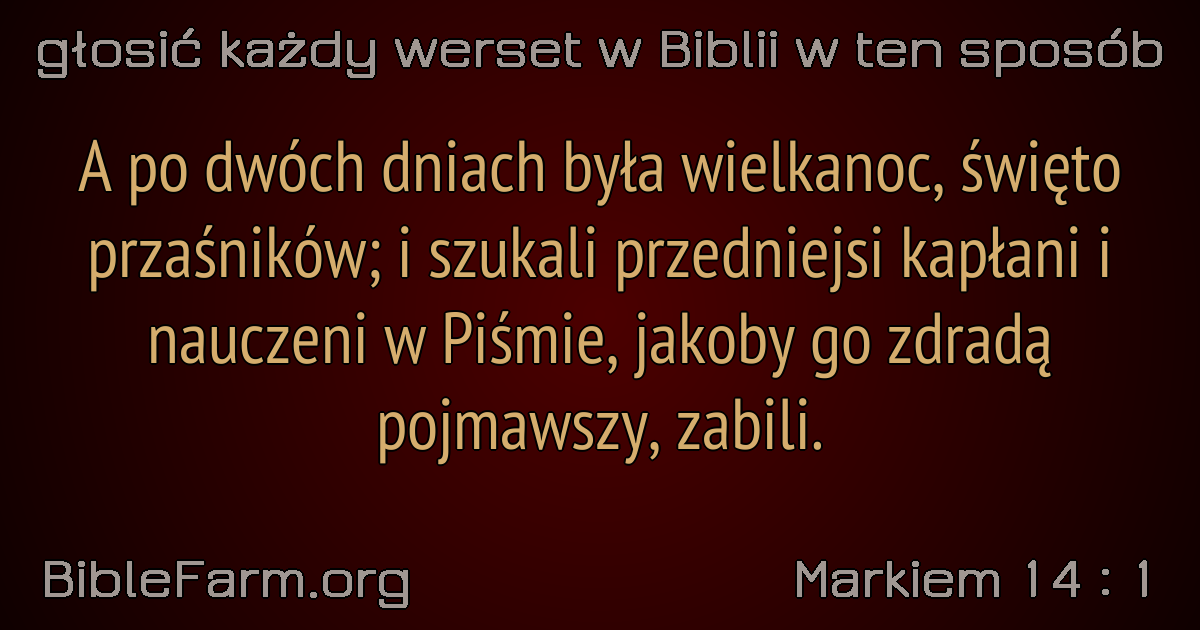 głosić każdy werset w Biblii w ten sposób
A po dwóch dniach była wielkanoc, święto
przaśników; i szukali przedniejsi kapłani i
nauczeni w Piśmie, jakoby go zdradą
pojmawszy, zabili.
BibleFarm.org
Markiem 14 : 1